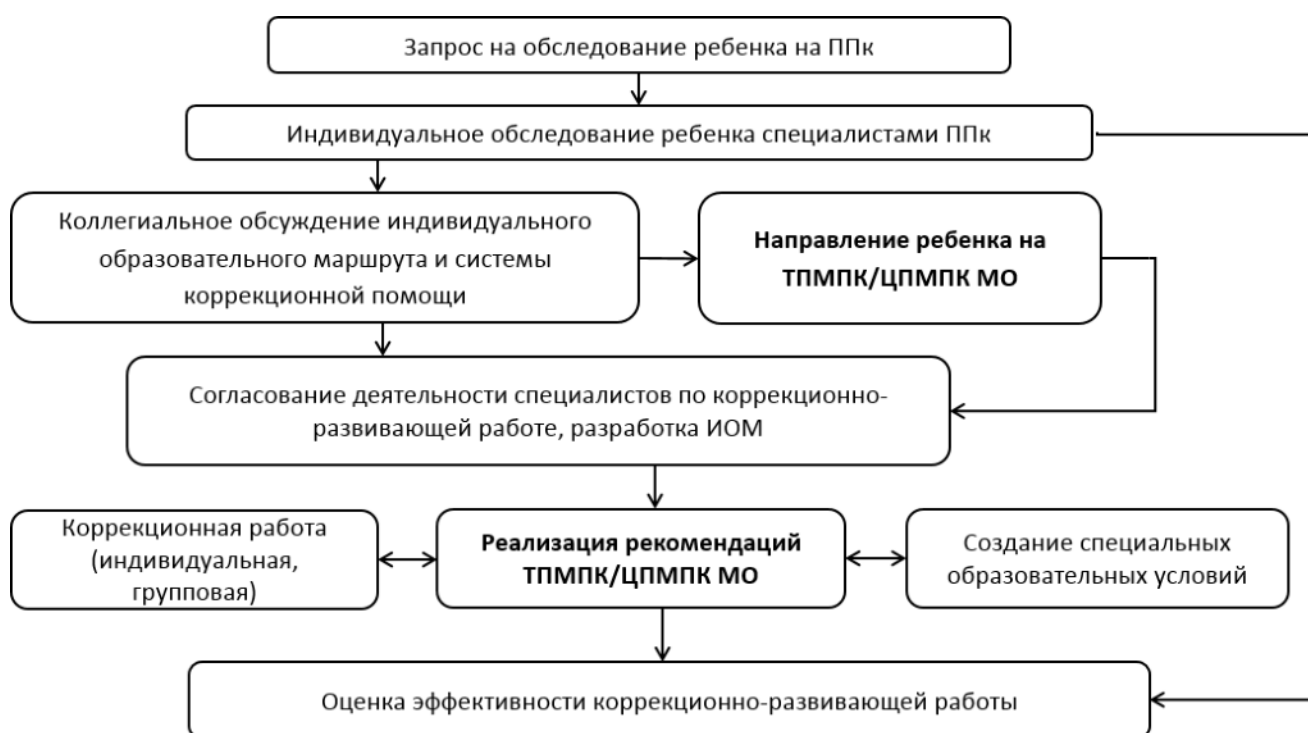 Запрос на обследование ребенка на ППк
Индивидуальное обследование ребенка специалистами ППк
Коллегиальное обсуждение индивидуального
образовательного маршрута и системы
коррекционной помощи
Направление ребенка на
ТПМПК/ЦПМПК МО
Согласование деятельности специалистов по коррекционно-
развивающей работе, разработка ИОМ
Коррекционная работа
(индивидуальная,
групповая)
Реализация рекомендаций
ТПМПК/ЦПМПК МО
Создание специальных
образовательных условий
Оценка эффективности коррекционно-развивающей работы